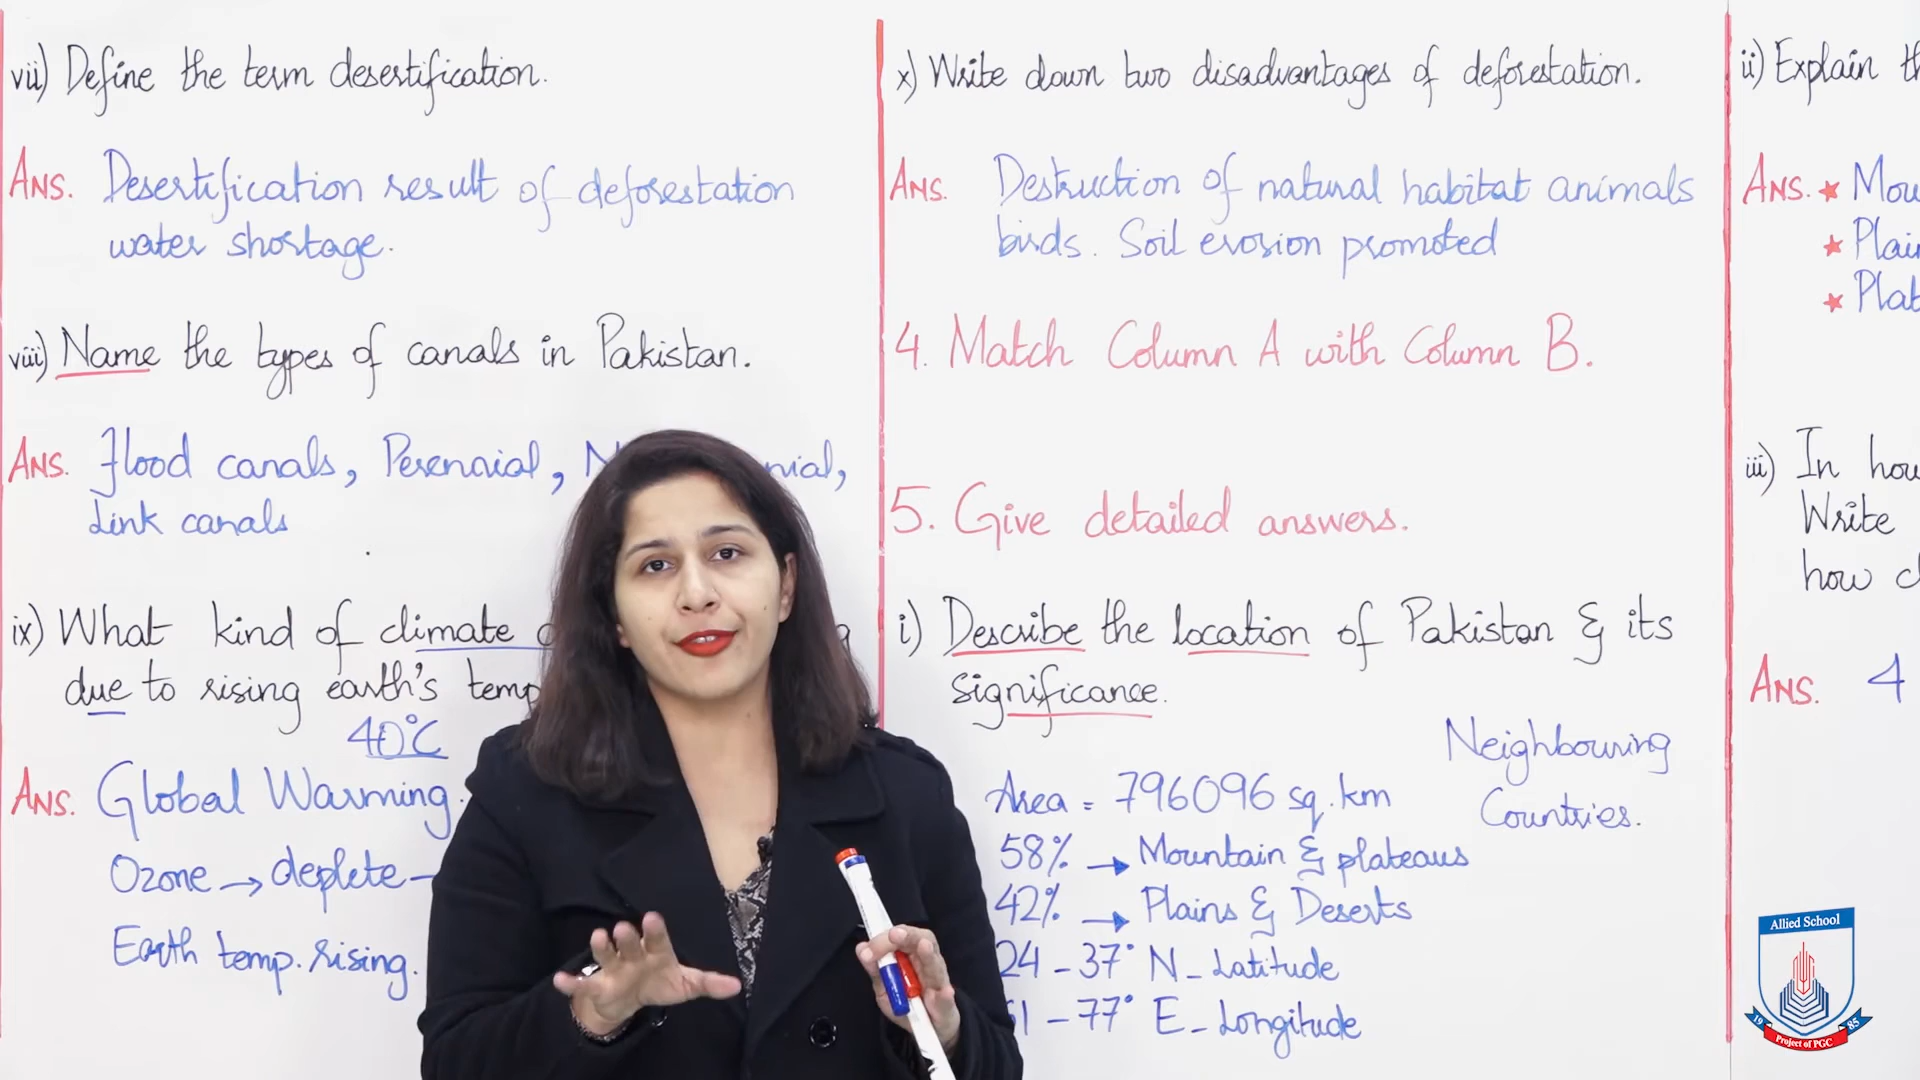 vii) Define the term desertification.
Ans. Desertification result of deforestation
water shortage.
viii) Name the types of canals in Pakistan.
Ans. Flood canals, Perennial,
Link canals
ix) What kind of climate
due to rising earth's temp
40°C
Ans. Global Warming.
Ozone → deplete –
Earth temp. rising.
x) Write down two disadvantages of deforestation.
Ans. Destruction of natural habitat animals
birds. Soil erosion promoted
4. Match Column A with Column B.
5. Give detailed answers.
i) Describe the location of Pakistan & its
significance.
Neighbouring
Countries.
Area = 796096 sq. km
58% → Mountain & plateaus
42% → Plains & Deserts
24 - 37° N - Latitude
1 - 77° E - Longitude
ii) Explain th
Ans. ★ Mou
★ Plain
★ Plat
iii) In how
Write
how c
Ans. 4
Allied School
19 85
Project of PGC